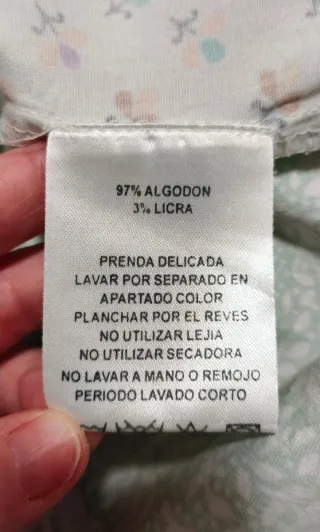 97% ALGODON
3% LICRA
PRENDA DELICADA
LAVAR POR SEPARADO EN
APARTADO COLOR
PLANCHAR POR EL REVES
NO UTILIZAR LEJIA
NO UTILIZAR SECADORA
NO LAVAR A MANO O REMOJO
PERIODO LAVADO CORTO